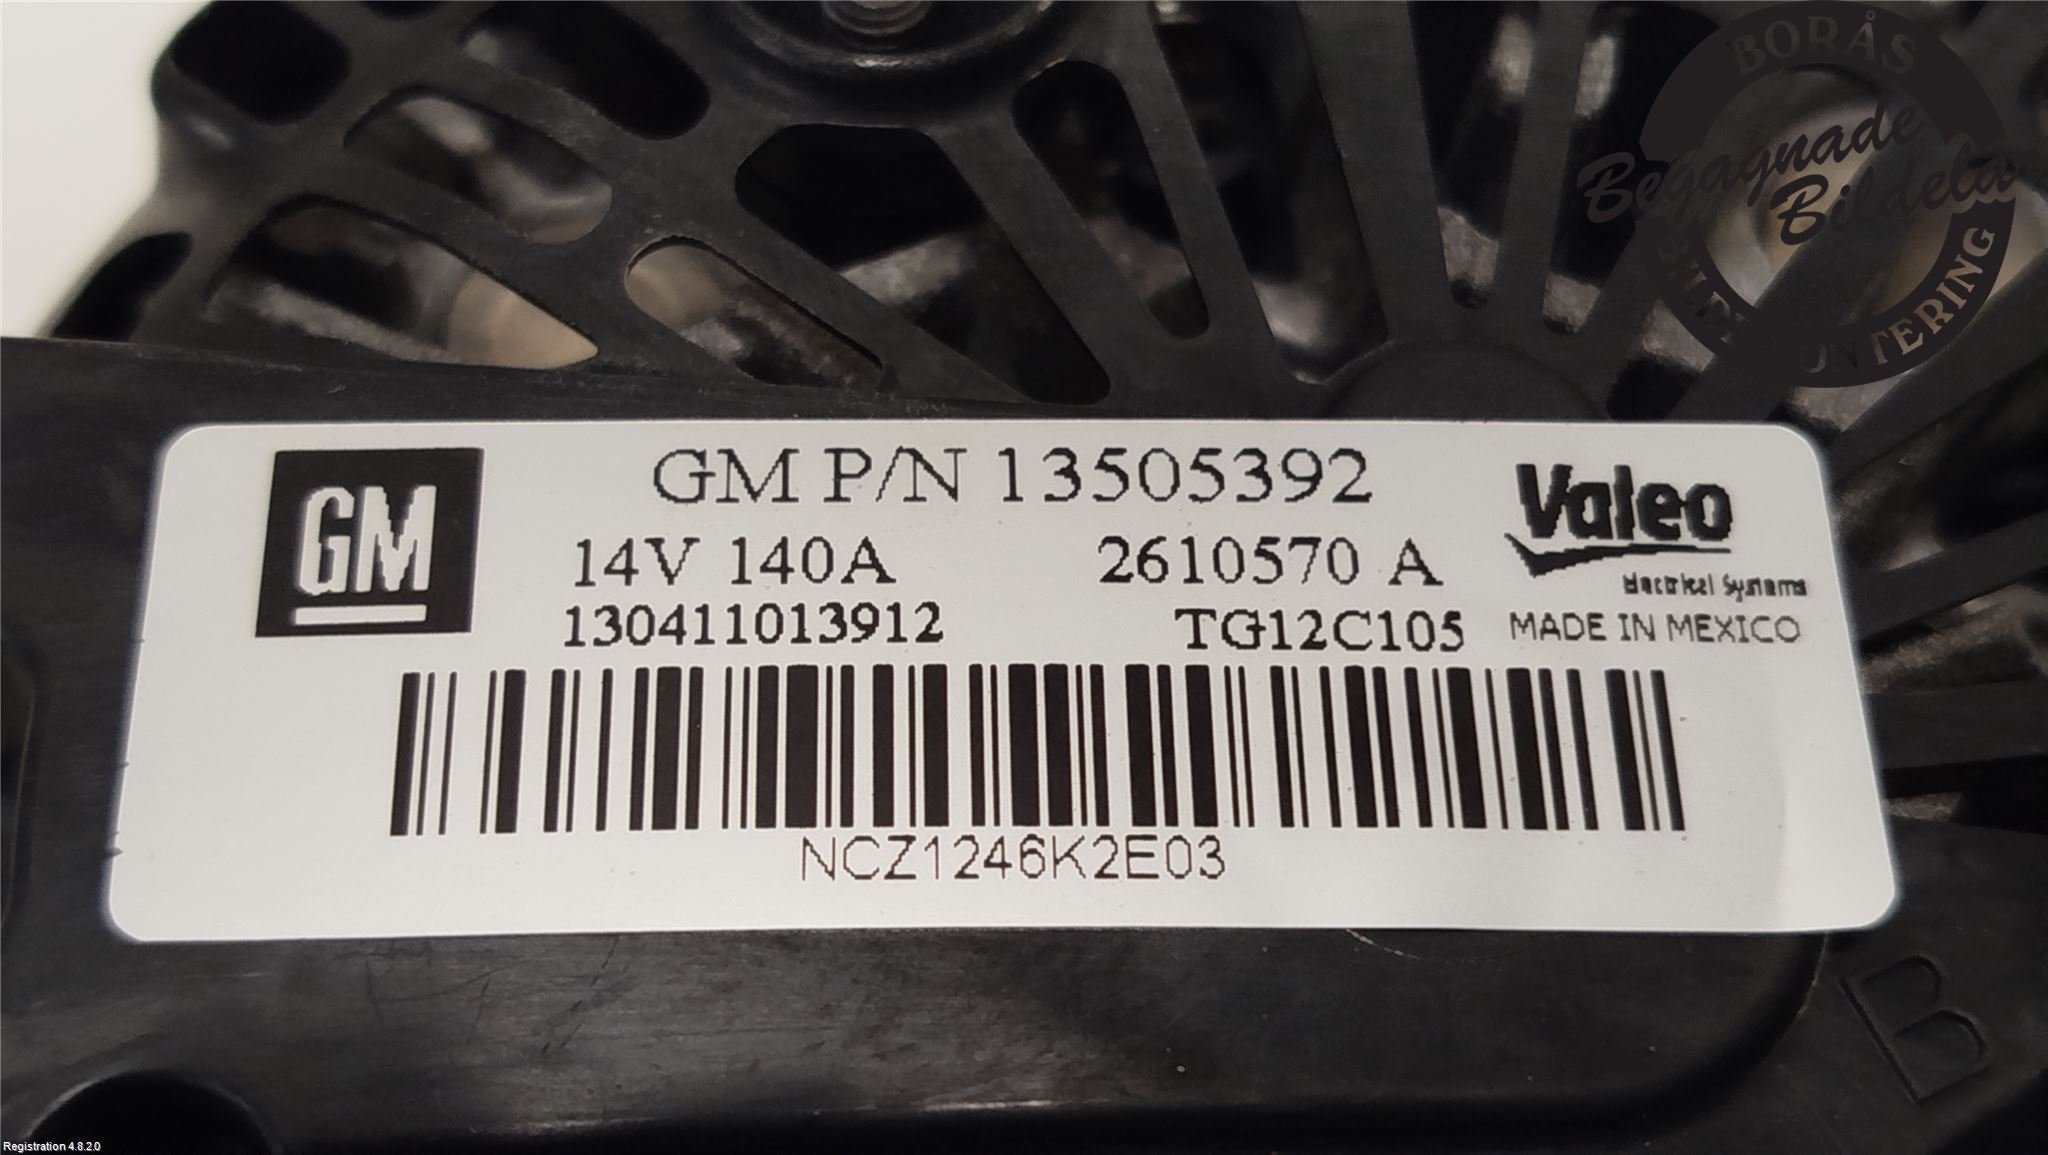 BORÅS
Begagnade
Bildelar
MONTERING
GM
GM P/N 13505392
14V 140A
2610570 A
130411013912
TG12C105
Valeo
Electrical Systems
MADE IN MEXICO
NCZ1246K2E03
B
Registration 4.8.2.0